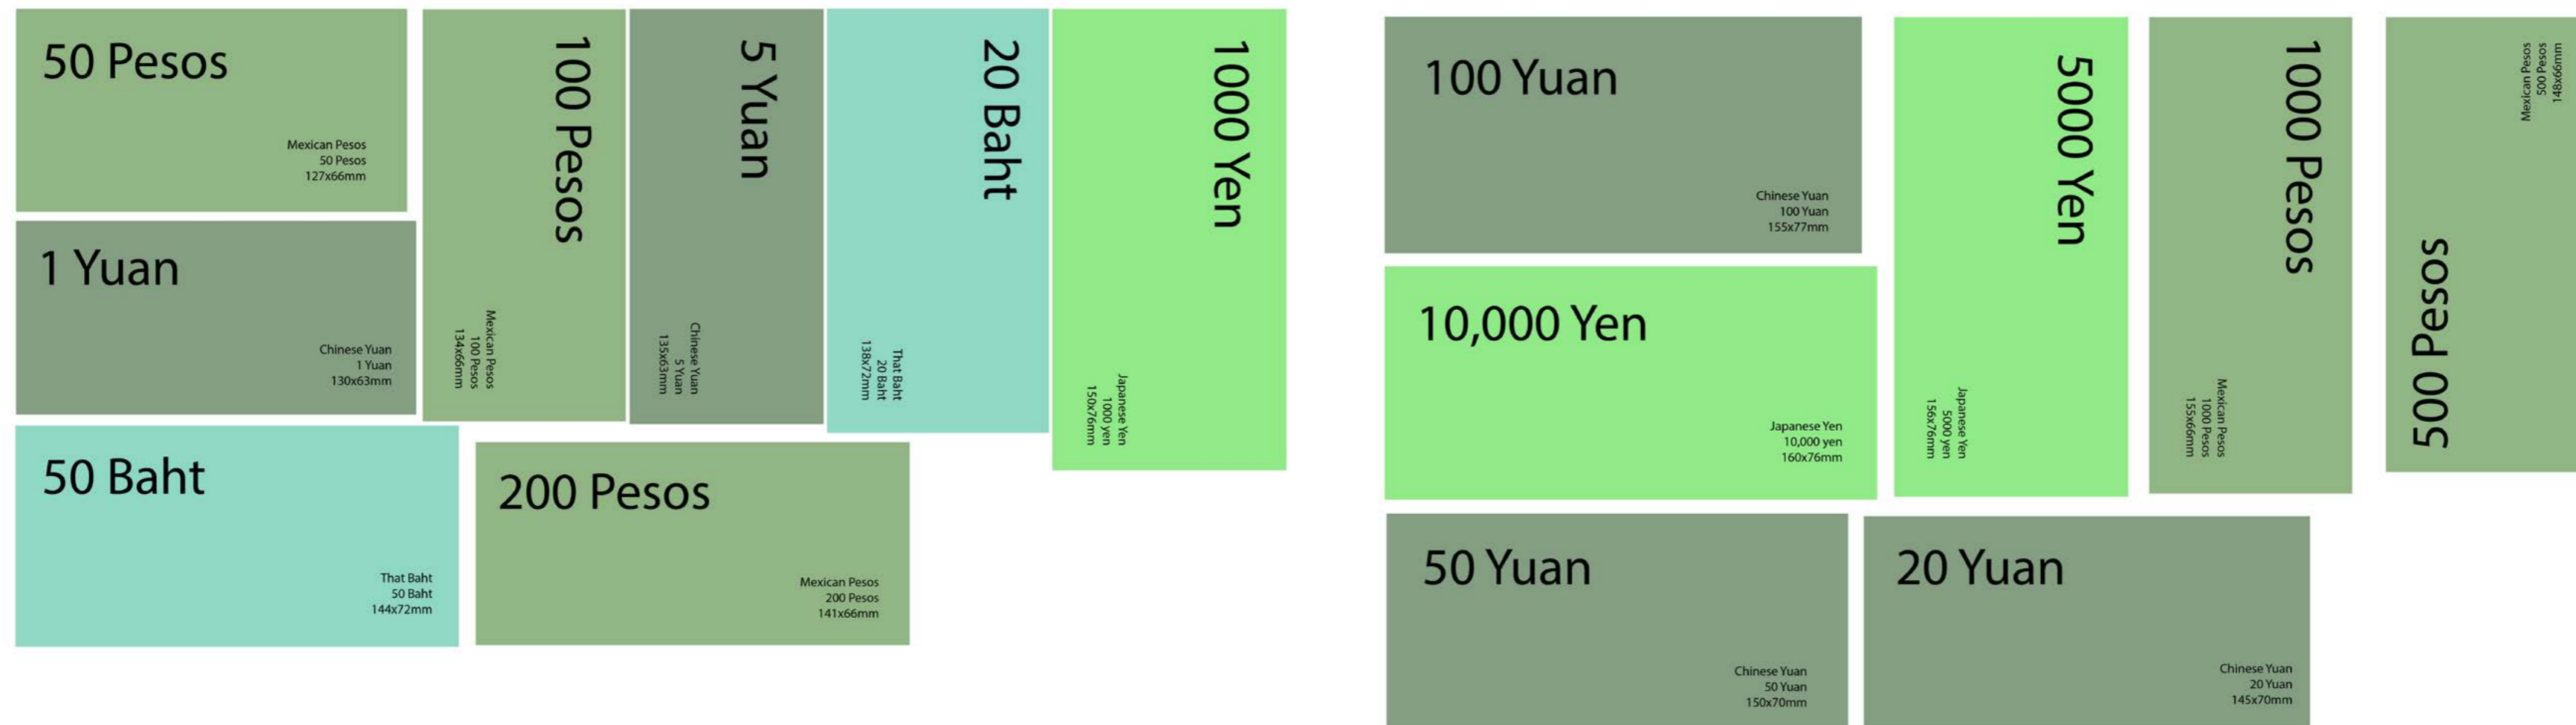 50 Pesos
Mexican Pesos
50 Pesos
127x66mm
1 Yuan
Chinese Yuan
1 Yuan
130x63mm
100 Pesos
Mexican Pesos
100 Pesos
134x66mm
5 Yuan
Chinese Yuan
5 Yuan
135x63mm
20 Baht
That Baht
20 Baht
138x72mm
1000 Yen
Japanese Yen
1000 yen
150x76mm
50 Baht
That Baht
50 Baht
144x72mm
200 Pesos
Mexican Pesos
200 Pesos
141x66mm
100 Yuan
Chinese Yuan
100 Yuan
155x77mm
10,000 Yen
Japanese Yen
10,000 yen
160x76mm
5000 Yen
Japanese Yen
5000 yen
156x76mm
1000 Pesos
Mexican Pesos
1000 Pesos
155x66mm
500 Pesos
Mexican Pesos
500 Pesos
148x66mm
50 Yuan
Chinese Yuan
50 Yuan
150x70mm
20 Yuan
Chinese Yuan
20 Yuan
145x70mm